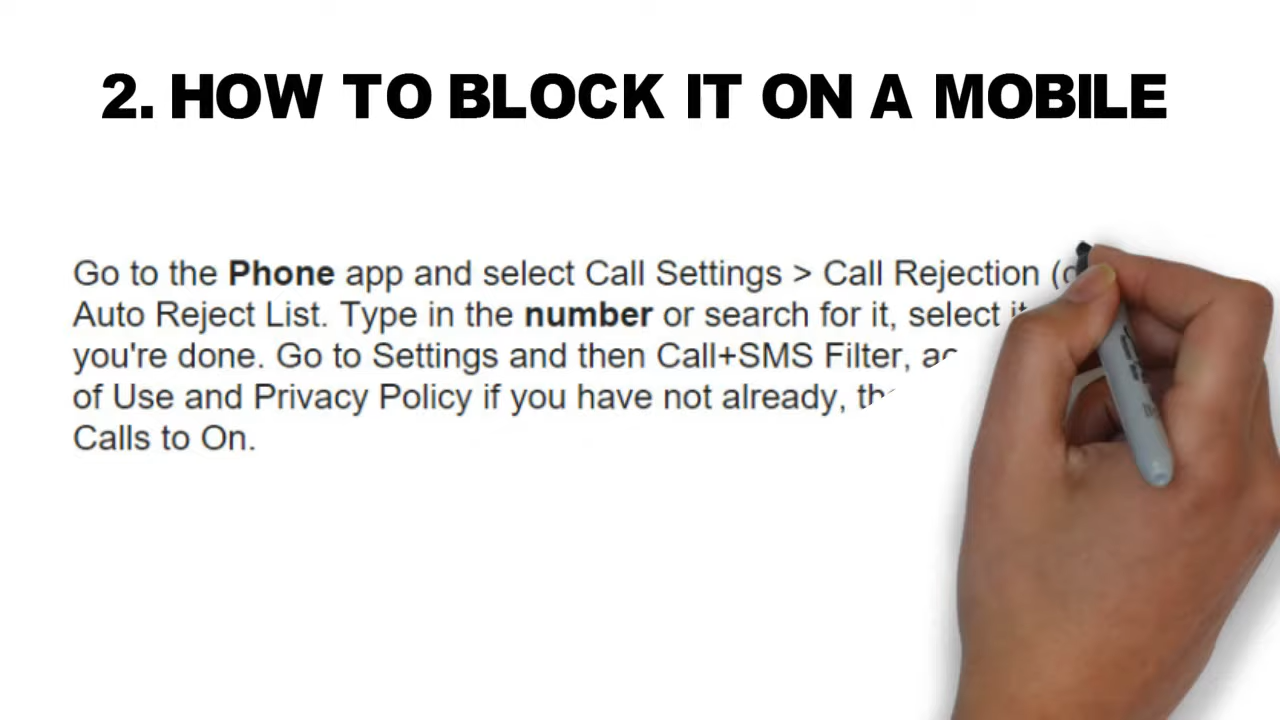 2. HOW TO BLOCK IT ON A MOBILE
Go to the Phone app and select Call Settings > Call Rejection
Auto Reject List. Type in the number or search for it, select it
you're done. Go to Settings and then Call+SMS Filter,
of Use and Privacy Policy if you have not already,
Calls to On.